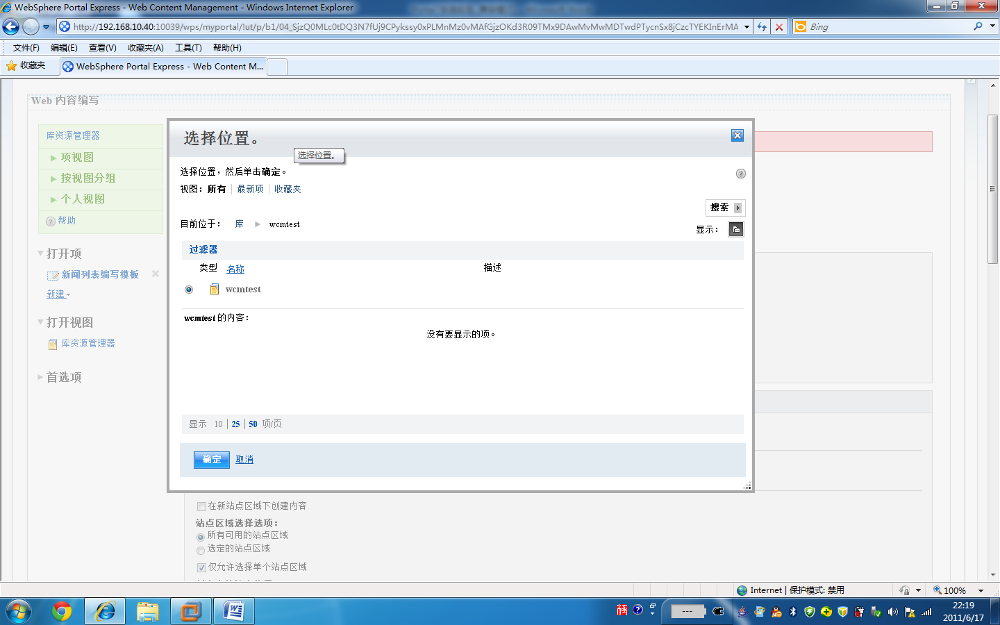 WebSphere Portal Express - Web Content Management - Windows Internet Explorer
http://192.168.10.40:10039/wps/myportal/!ut/p/b1/04_SjzQ0MLc0tDQ3N7fUj9CPykssy0xPLMnMz0vMAfGjzOKd3R09TMx9DAwMvMwMDTwdPTycnSx8jCzcTYEKInErMA
Bing
文件(F) 编辑(E) 查看(V) 收藏夹(A) 工具(T) 帮助(H)
收藏夹
WebSphere Portal Express - Web Content M...
Web 内容编写
库资源管理器
项视图
按视图分组
个人视图
帮助
打开项
新闻列表编写模板
新建
打开视图
库资源管理器
首选项
选择位置。
选择位置。
选择位置，然后单击确定。
视图：所有 最新项 收藏夹
搜索
目前位于： 库 wcmtest
显示：
过滤器
类型 名称 描述
wcmtest
wcmtest 的内容：
没有要显示的项。
显示 10 | 25 | 50 项/页
确定 取消
在新站点区域下创建内容
站点区域选择选项：
所有可用的站点区域
选定的站点区域
仅允许选择单个站点区域
Internet | 保护模式: 禁用
100%
22:19
2011/6/17